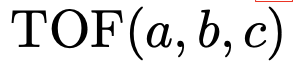 TOF(a, b, c)